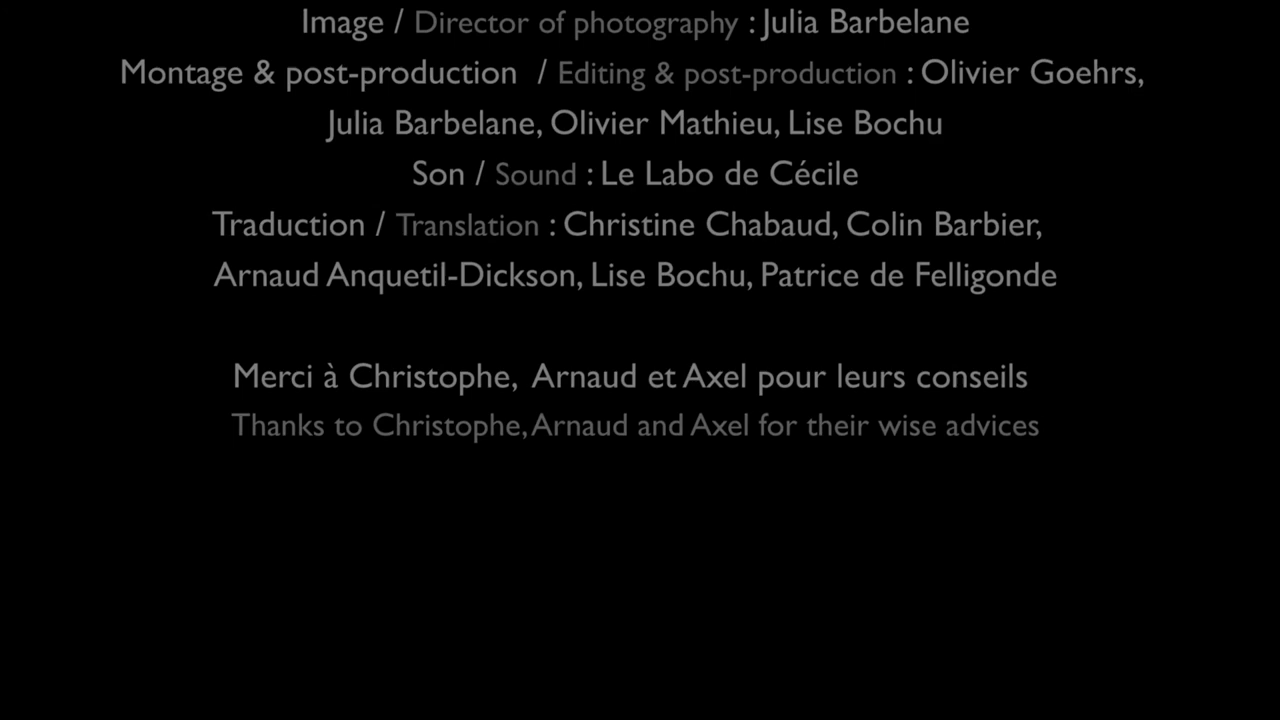 Image / Director of photography : Julia Barbelane
Montage & post-production / Editing & post-production : Olivier Goehrs,
Julia Barbelane, Olivier Mathieu, Lise Bochu
Son / Sound : Le Labo de Cécile
Traduction / Translation : Christine Chabaud, Colin Barbier,
Arnaud Anquetil-Dickson, Lise Bochu, Patrice de Felligonde
Merci à Christophe, Arnaud et Axel pour leurs conseils
Thanks to Christophe, Arnaud and Axel for their wise advices